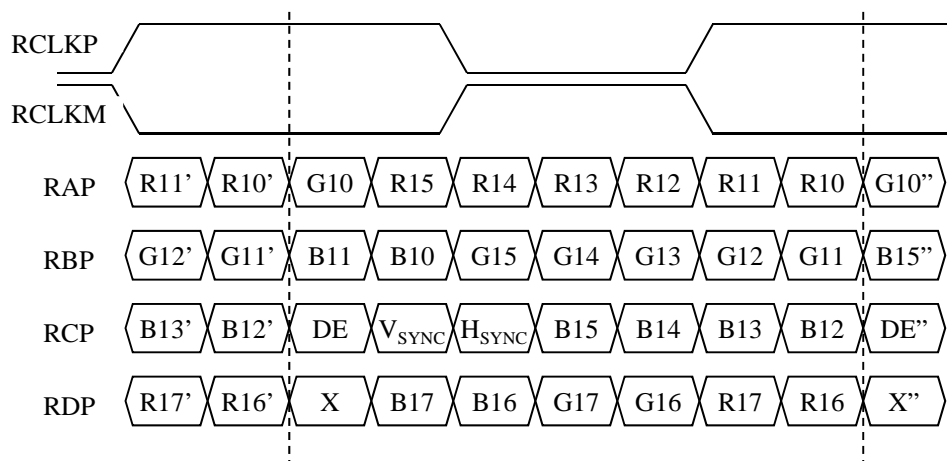 RCLKP
RCLKM
RAP R11’ R10’ G10 R15 R14 R13 R12 R11 R10 G10”
RBP G12’ G11’ B11 B10 G15 G14 G13 G12 G11 B15”
RCP B13’ B12’ DE VSYNC HSYNC B15 B14 B13 B12 DE”
RDP R17’ R16’ X B17 B16 G17 G16 R17 R16 X”